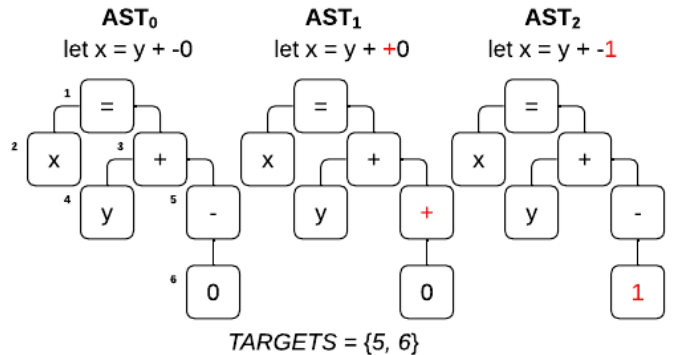 AST0 AST1 AST2
let x = y + -0 let x = y + +0 let x = y + -1
1 = = =
2 x 3 + x + x +
4 y 5 - y + y -
6 0 0 1
TARGETS = {5, 6}